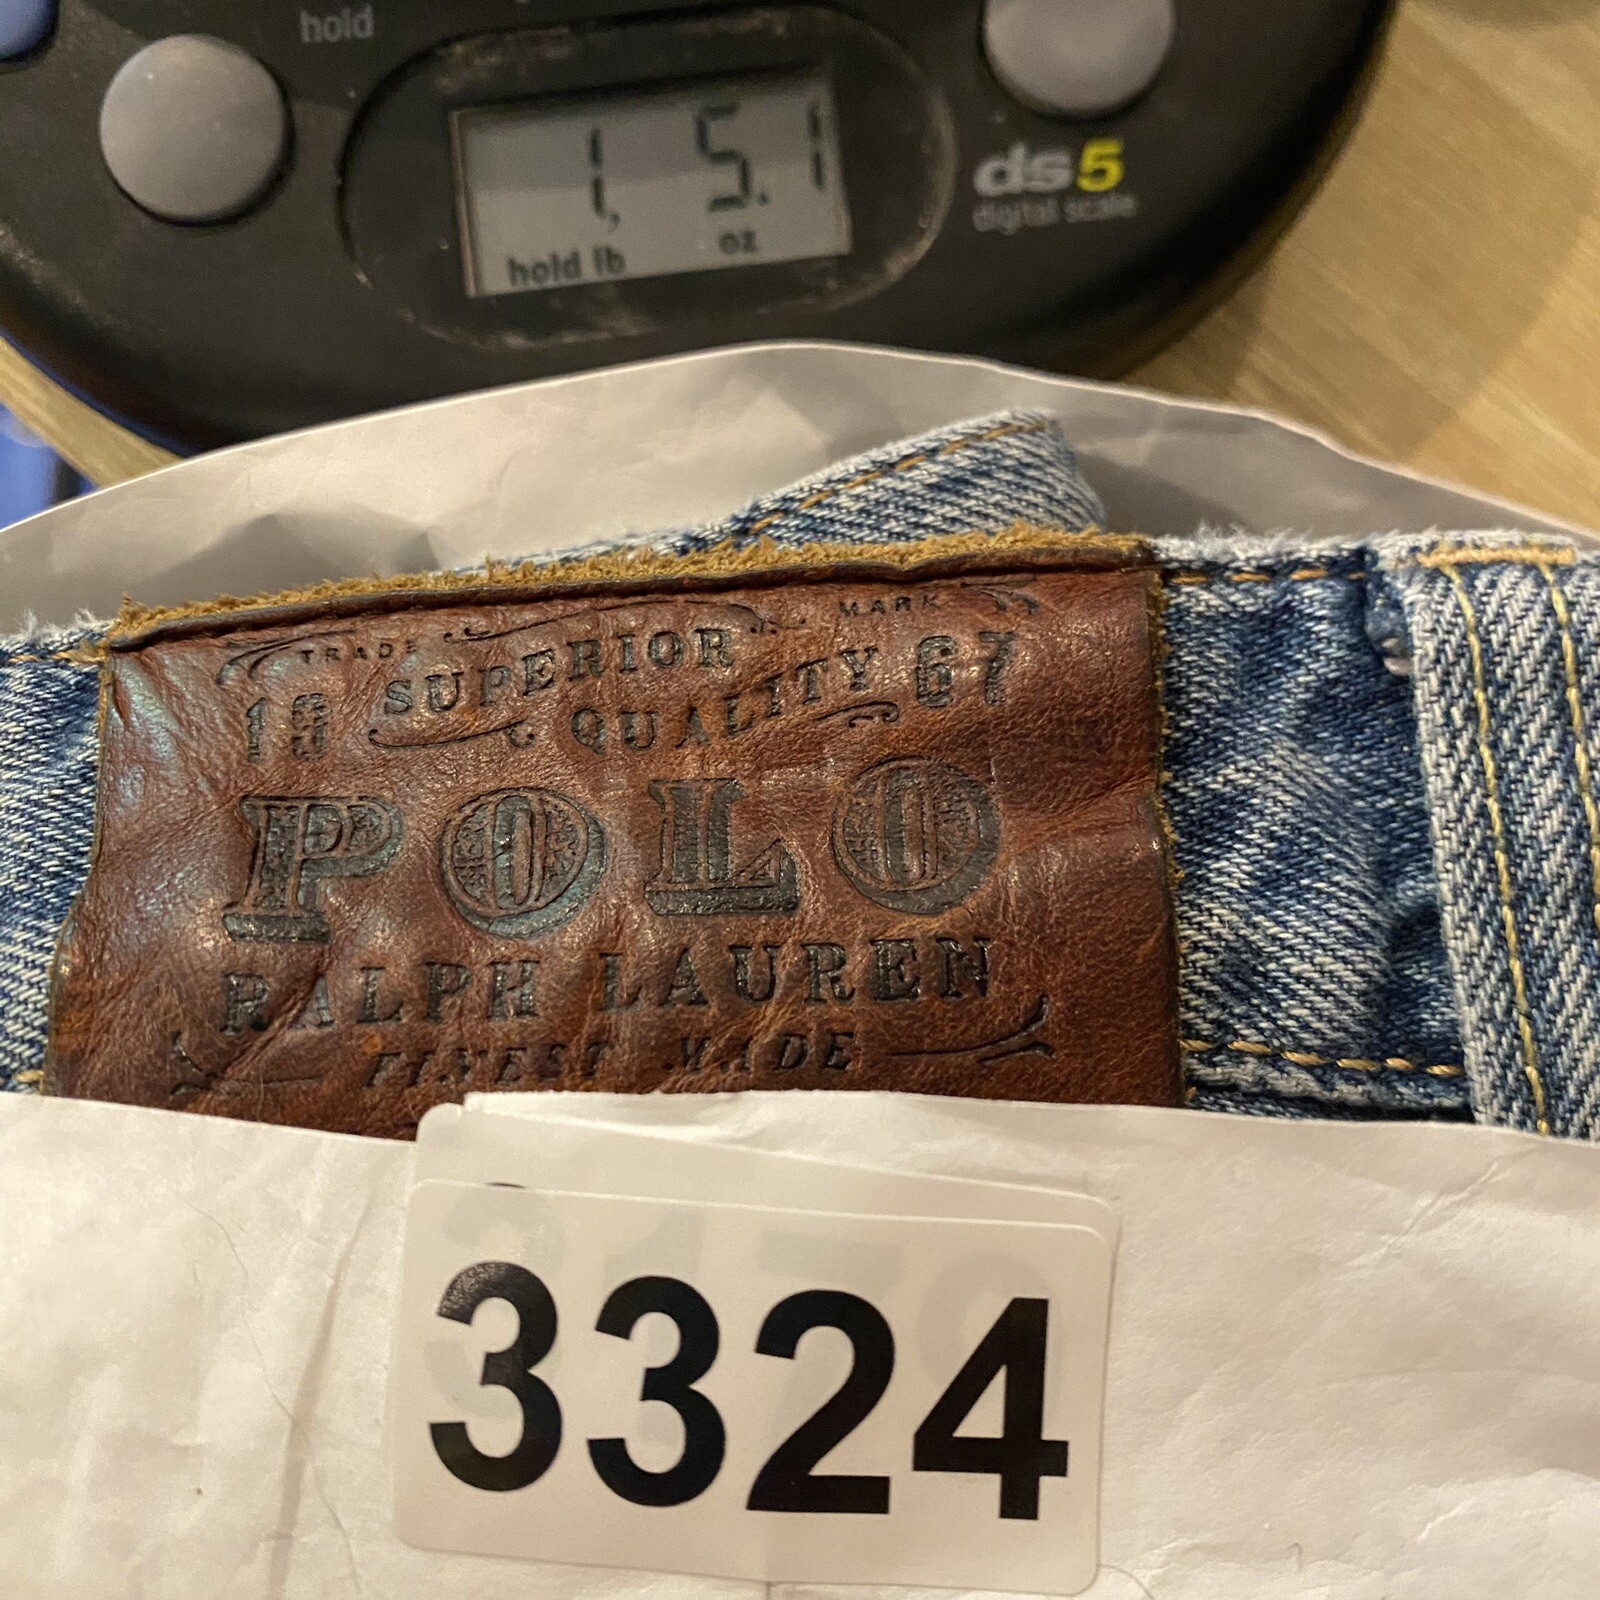 hold
1, 5.1
hold lb oz
ds5
digital scale
TRADE MARK
SUPERIOR
19 QUALITY 67
POLO
RALPH LAUREN
FINEST MADE
3324